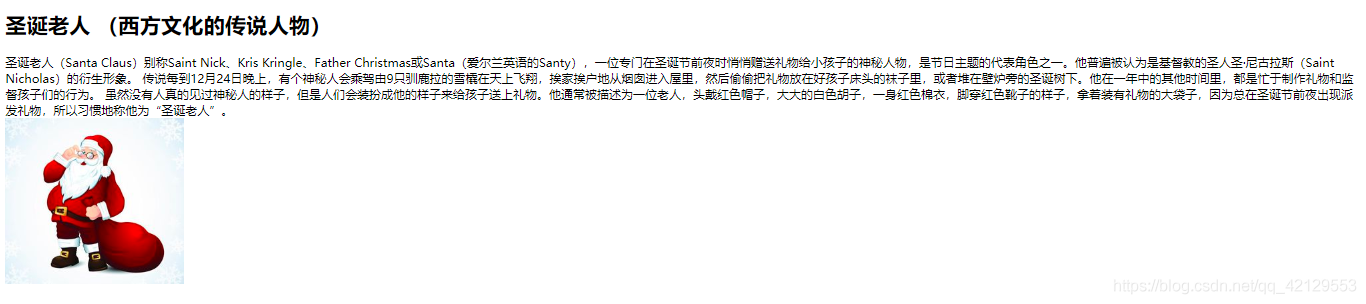 圣诞老人 （西方文化的传说人物）
圣诞老人（Santa Claus）别称Saint Nick、Kris Kringle、Father Christmas或Santa（爱尔兰英语的Santy），一位专门在圣诞节前夜时悄悄赠送礼物给小孩子的神秘人物，是节日主题的代表角色之一。他普遍被认为是基督教的圣人圣·尼古拉斯（Saint
Nicholas）的衍生形象。 传说每到12月24日晚上，有个神秘人会乘驾由9只驯鹿拉的雪橇在天上飞翔，挨家挨户地从烟囱进入屋里，然后偷偷把礼物放在好孩子床头的袜子里，或者堆在壁炉旁的圣诞树下。他在一年中的其他时间里，都是忙于制作礼物和监
督孩子们的行为。 虽然没有人真的见过神秘人的样子，但是人们会装扮成他的样子来给孩子送上礼物。他通常被描述为一位老人，头戴红色帽子，大大的白色胡子，一身红色棉衣，脚穿红色靴子的样子，拿着装有礼物的大袋子，因为总在圣诞节前夜出现派
发礼物，所以习惯地称他为“圣诞老人”。
https://blog.csdn.net/qq_42129553